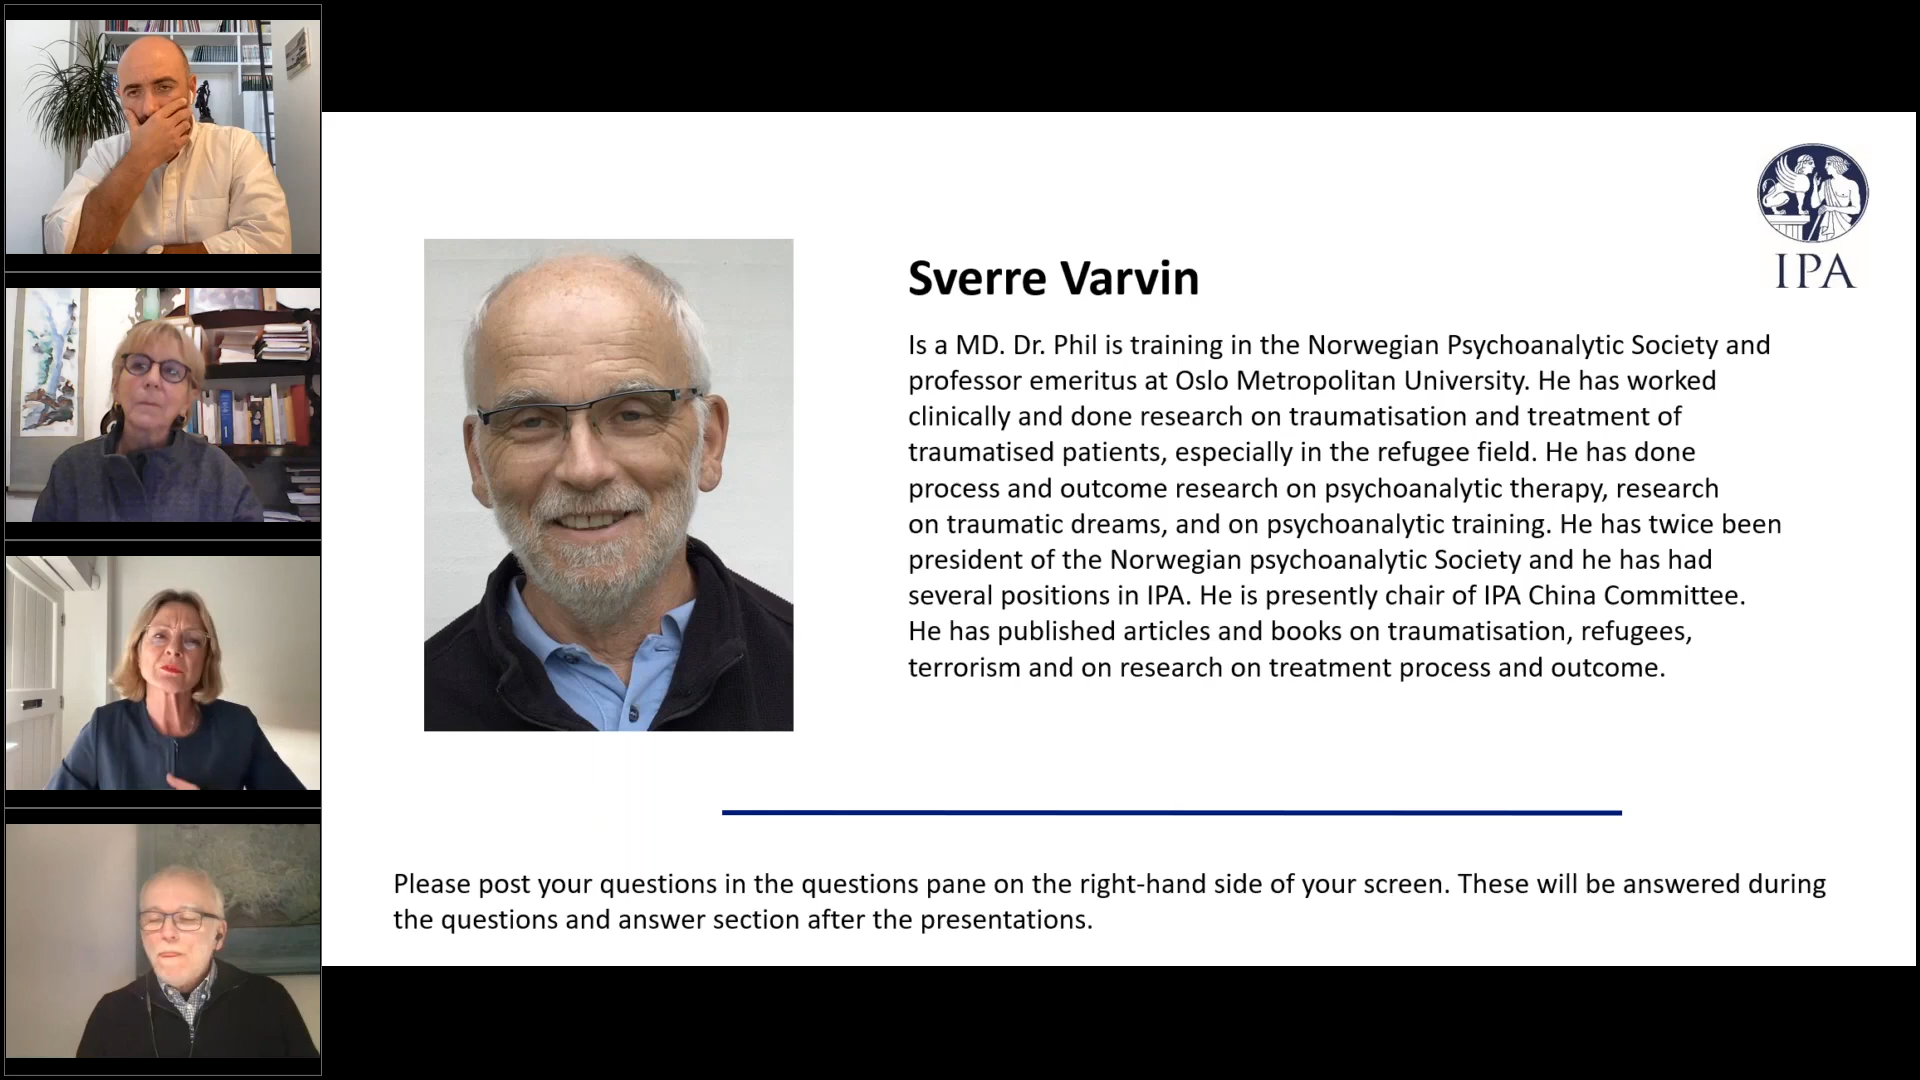 IPA
Sverre Varvin
Is a MD. Dr. Phil is training in the Norwegian Psychoanalytic Society and
professor emeritus at Oslo Metropolitan University. He has worked
clinically and done research on traumatisation and treatment of
traumatised patients, especially in the refugee field. He has done
process and outcome research on psychoanalytic therapy, research
on traumatic dreams, and on psychoanalytic training. He has twice been
president of the Norwegian psychoanalytic Society and he has had
several positions in IPA. He is presently chair of IPA China Committee.
He has published articles and books on traumatisation, refugees,
terrorism and on research on treatment process and outcome.
Please post your questions in the questions pane on the right-hand side of your screen. These will be answered during
the questions and answer section after the presentations.